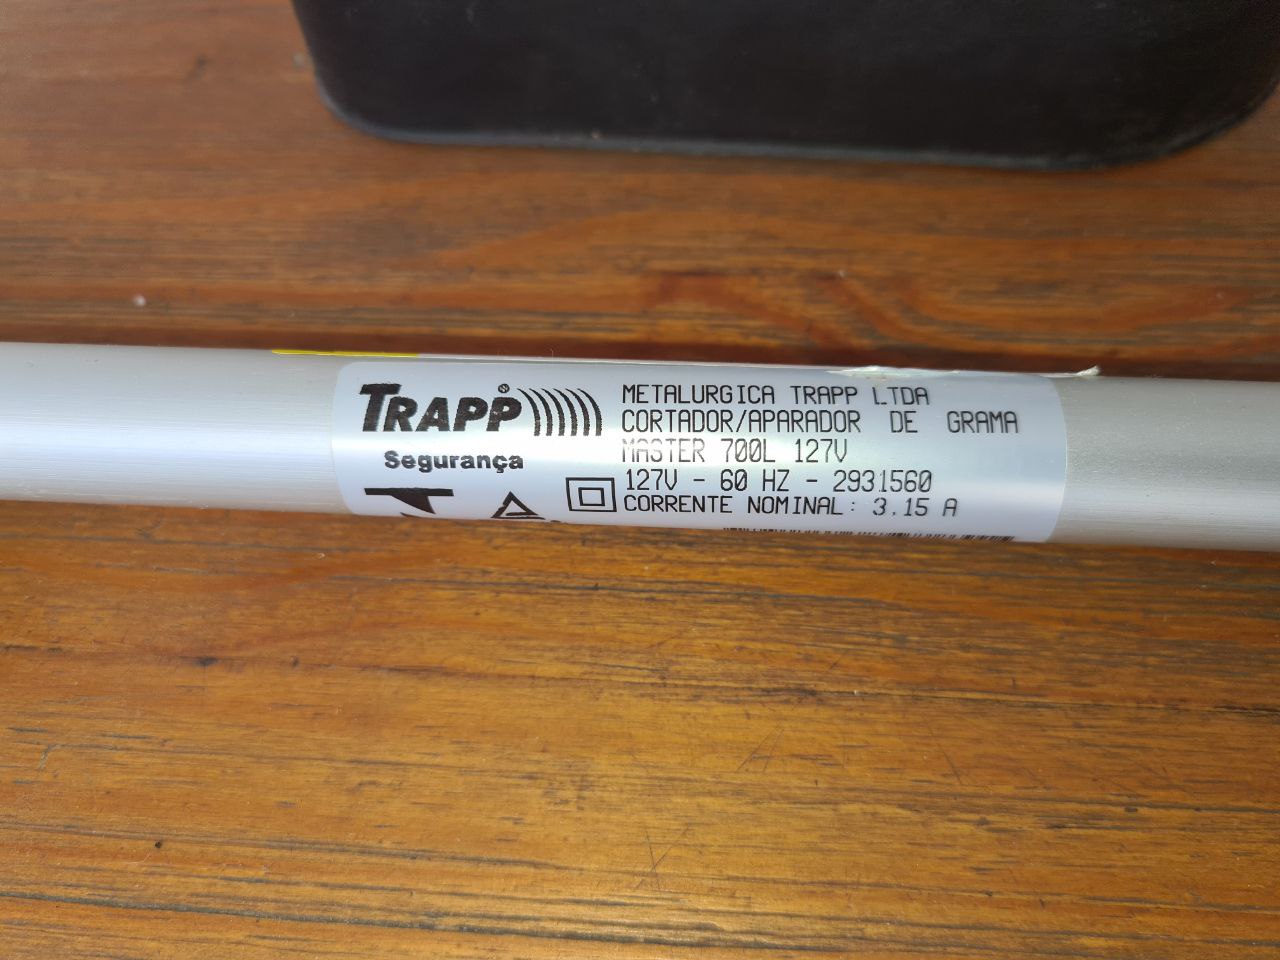 TRAPP®
Segurança
METALURGICA TRAPP LTDA
CORTADOR/APARADOR DE GRAMA
MASTER 700L 127V
127V - 60 HZ - 2931560
CORRENTE NOMINAL: 3.15 A